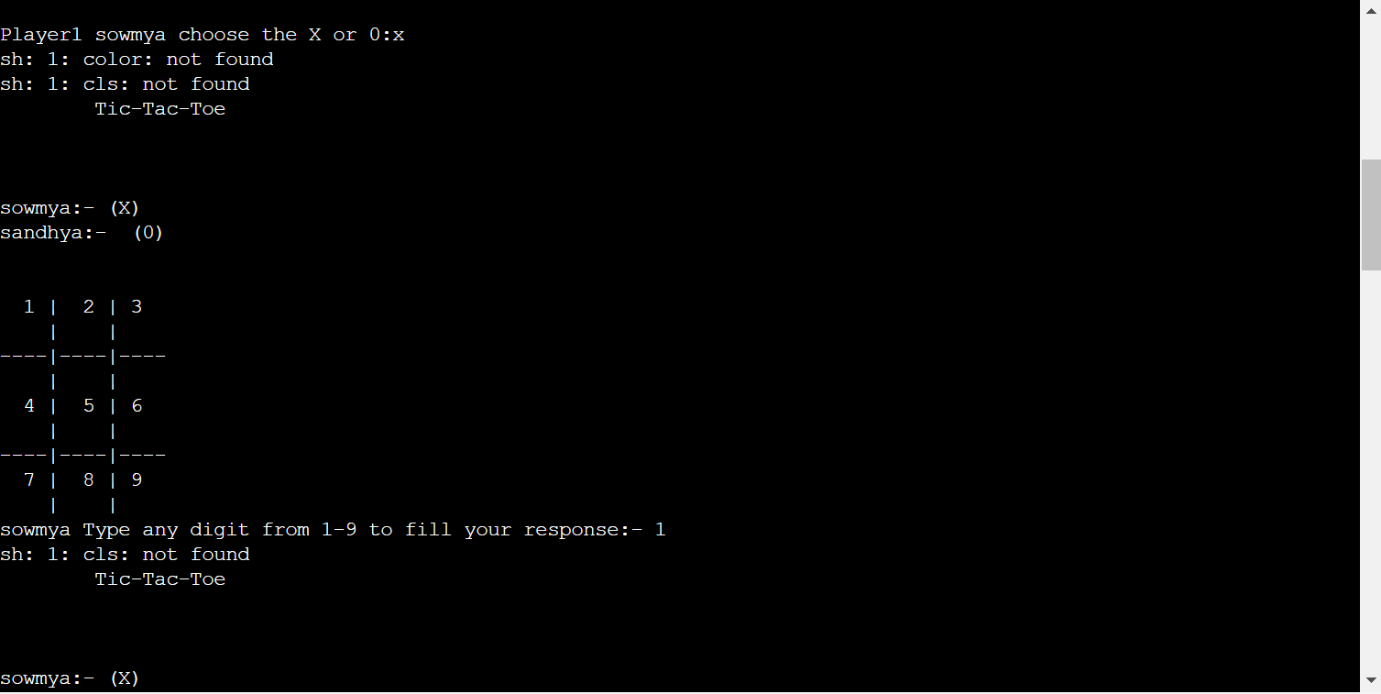 Player1 sowmya choose the X or 0:x
sh: 1: color: not found
sh: 1: cls: not found
        Tic-Tac-Toe
sowmya:- (X)
sandhya:-  (0)
  1 |  2 | 3
    |    |
----|----|----
    |    |
  4 |  5 | 6
    |    |
----|----|----
  7 |  8 | 9
    |    |
sowmya Type any digit from 1-9 to fill your response:- 1
sh: 1: cls: not found
        Tic-Tac-Toe
sowmya:- (X)